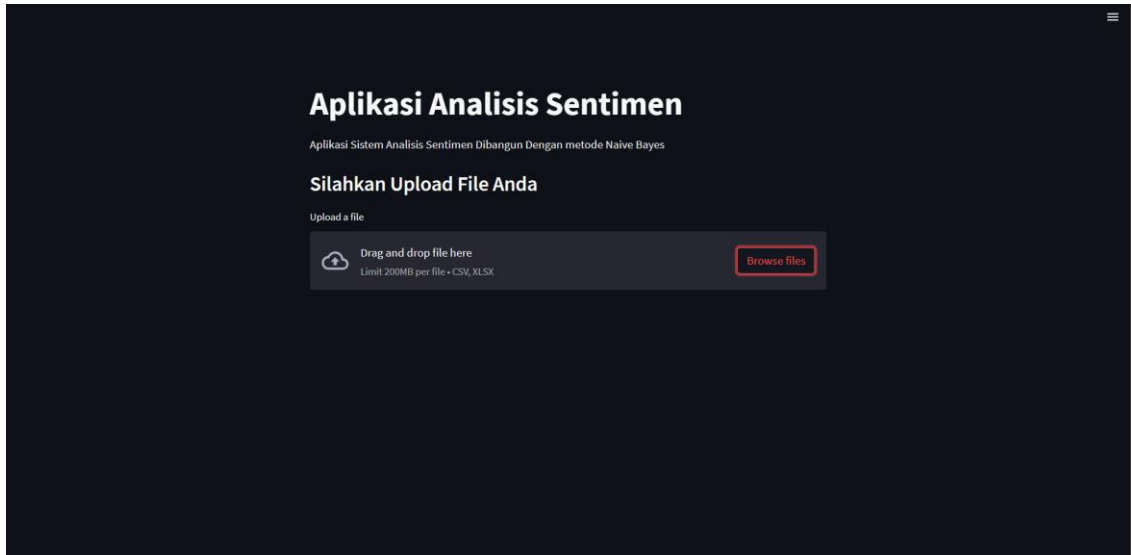 Aplikasi Analisis Sentimen
Aplikasi Sistem Analisis Sentimen Dibangun Dengan metode Naive Bayes
Silahkan Upload File Anda
Upload a file
Drag and drop file here
Limit 200MB per file • CSV, XLSX
Browse files